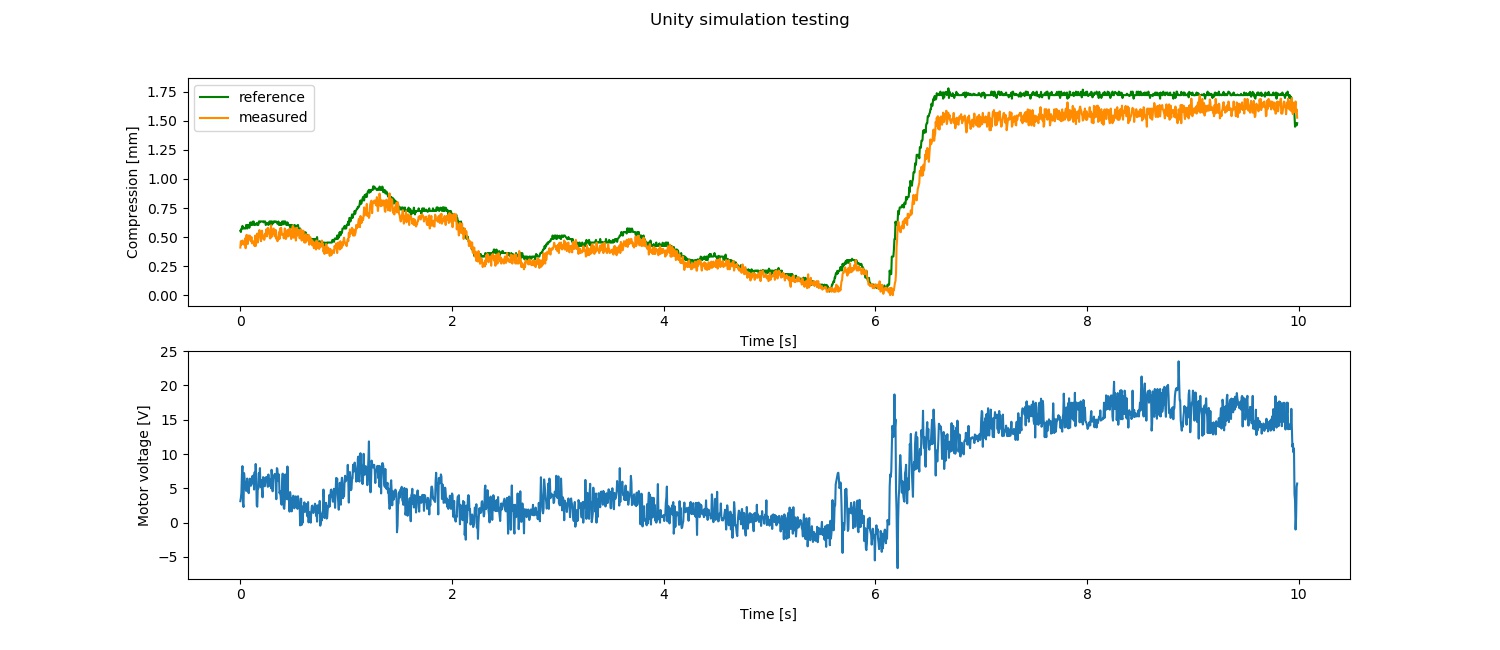 Unity simulation testing
reference
measured
Compression [mm]
1.75
1.50
1.25
1.00
0.75
0.50
0.25
0.00
0 2 4 6 8 10
Time [s]
Motor voltage [V]
25
20
15
10
5
0
−5
0 2 4 6 8 10
Time [s]